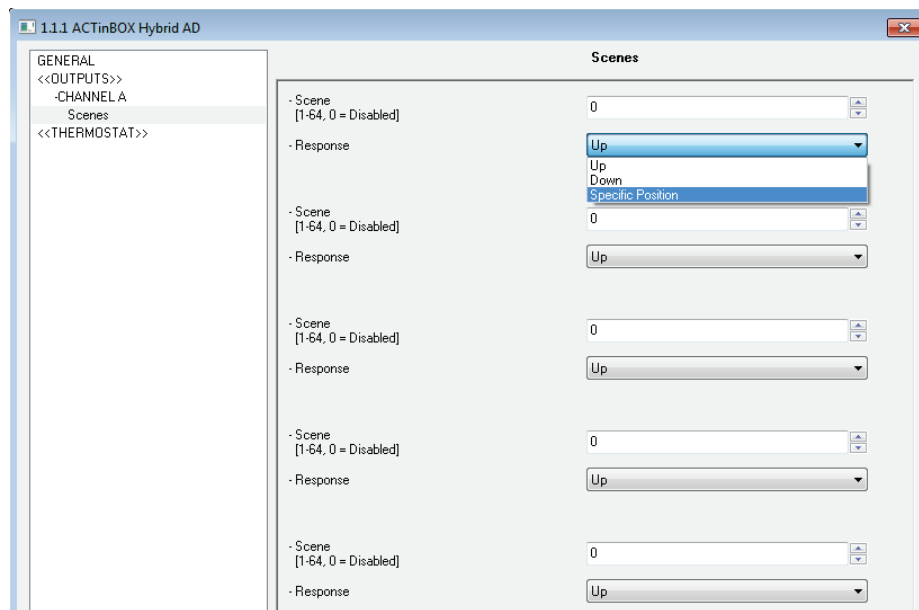 1.1.1 ACTinBOX Hybrid AD
GENERAL
<<OUTPUTS>>
-CHANNEL A
Scenes
<<THERMOSTAT>>
Scenes
- Scene
[1-64, 0 = Disabled]
0
- Response
Up
Up
Down
Specific Position
- Scene
[1-64, 0 = Disabled]
0
- Response
Up
- Scene
[1-64, 0 = Disabled]
0
- Response
Up
- Scene
[1-64, 0 = Disabled]
0
- Response
Up
- Scene
[1-64, 0 = Disabled]
0
- Response
Up